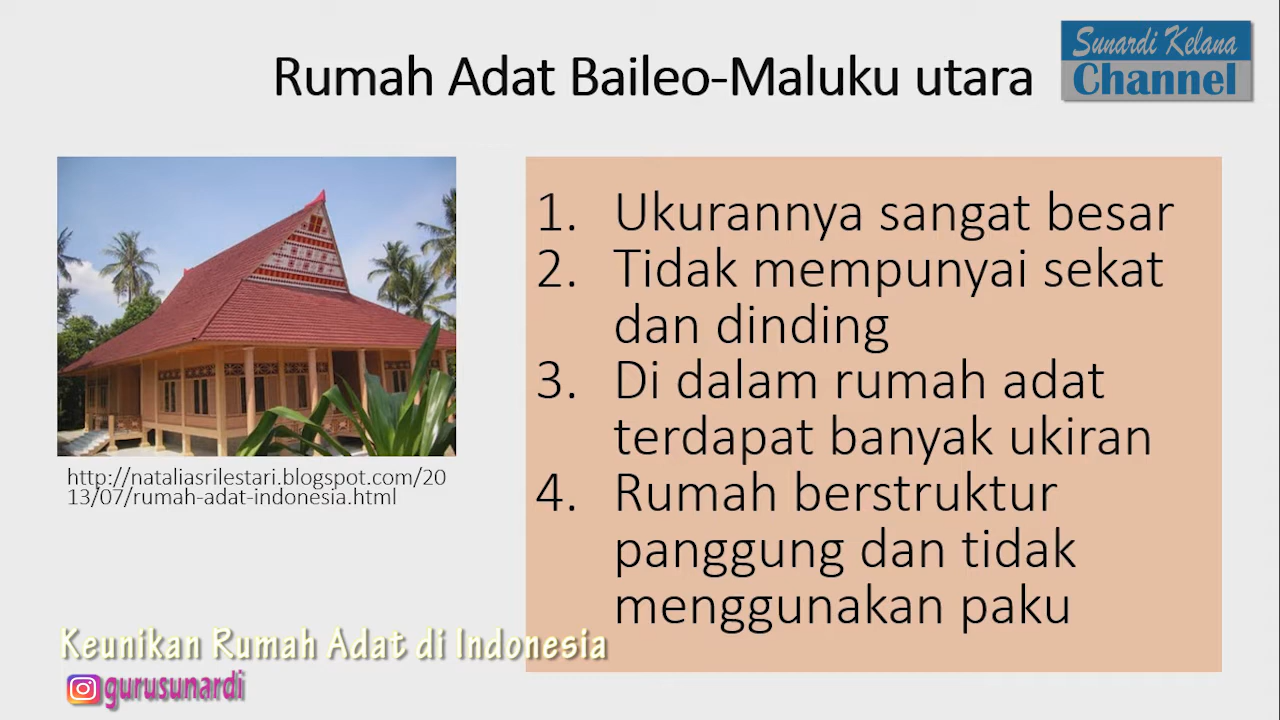 Rumah Adat Baileo-Maluku utara
Sunardi Kelana
Channel
1. Ukurannya sangat besar
2. Tidak mempunyai sekat
dan dinding
3. Di dalam rumah adat
terdapat banyak ukiran
4. Rumah berstruktur
panggung dan tidak
menggunakan paku
http://nataliasrilestari.blogspot.com/20
13/07/rumah-adat-indonesia.html
Keunikan Rumah Adat di Indonesia
gurusunardi